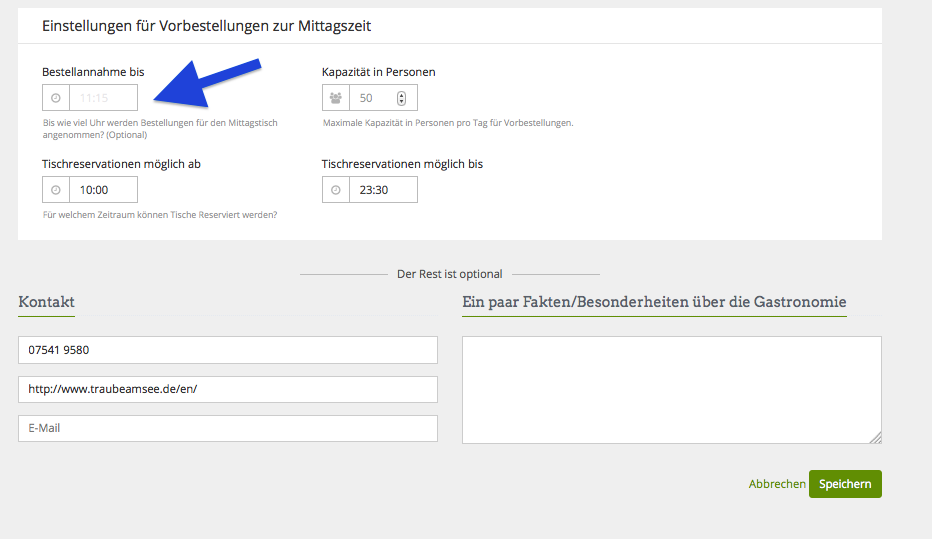 Einstellungen für Vorbestellungen zur Mittagszeit
Bestellannahme bis
11:15
Bis wie viel Uhr werden Bestellungen für den Mittagstisch
angenommen? (Optional)
Kapazität in Personen
50
Maximale Kapazität in Personen pro Tag für Vorbestellungen.
Tischreservationen möglich ab
10:00
Für welchem Zeitraum können Tische Reserviert werden?
Tischreservationen möglich bis
23:30
Der Rest ist optional
Kontakt
07541 9580
http://www.traubeamsee.de/en/
E-Mail
Ein paar Fakten/Besonderheiten über die Gastronomie
Abbrechen
Speichern